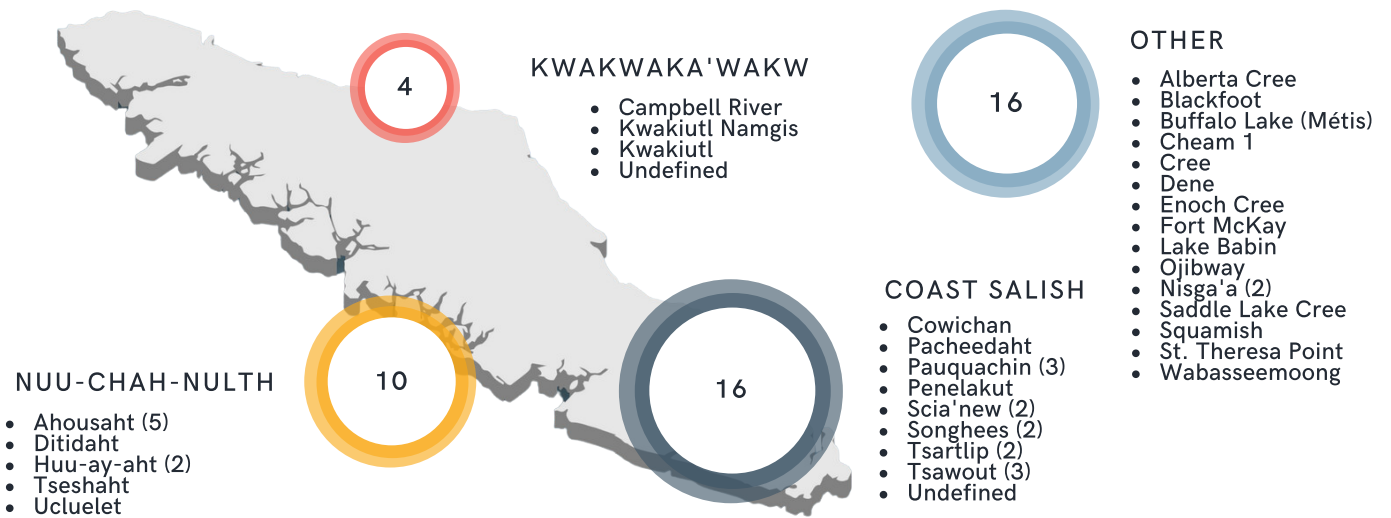 4
KWAKWAKA'WAKW
• Campbell River
• Kwakiutl Namgis
• Kwakiutl
• Undefined
16
OTHER
• Alberta Cree
• Blackfoot
• Buffalo Lake (Métis)
• Cheam 1
• Cree
• Dene
• Enoch Cree
• Fort McKay
• Lake Babin
• Ojibway
• Nisga'a (2)
• Saddle Lake Cree
• Squamish
• St. Theresa Point
• Wabasseemoong
NUU-CHAH-NULTH
• Ahousaht (5)
• Ditidaht
• Huu-ay-aht (2)
• Tseshaht
• Ucluelet
10
16
COAST SALISH
• Cowichan
• Pacheedaht
• Pauquachin (3)
• Penelakut
• Scia'new (2)
• Songhees (2)
• Tsartlip (2)
• Tsawout (3)
• Undefined